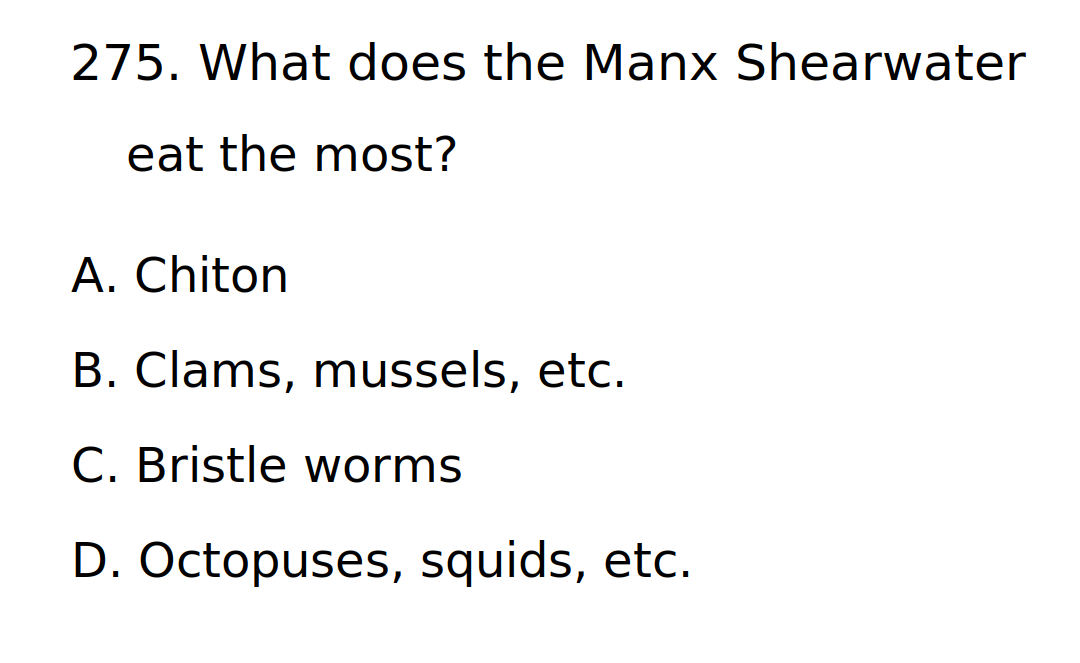 275. What does the Manx Shearwater
eat the most?
A. Chiton
B. Clams, mussels, etc.
C. Bristle worms
D. Octopuses, squids, etc.